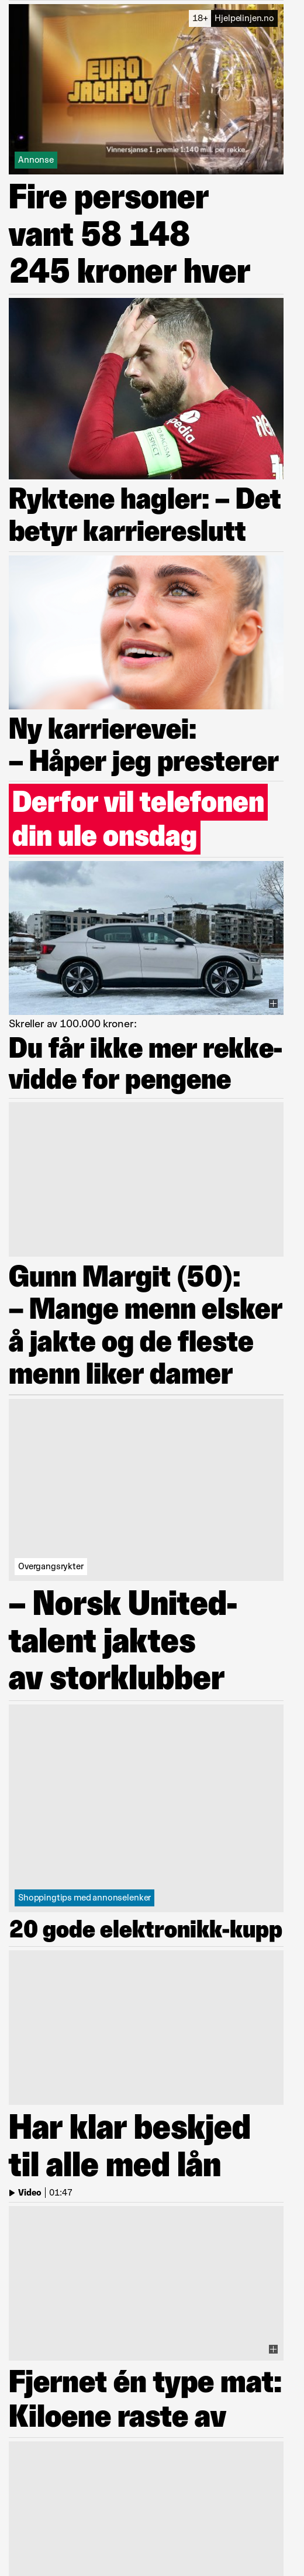 18+ Hjelpelinjen.no
EURO
JACKPOT
Vinnersjanse 1. premie 1:140 mill. per rekke.
Annonse
Fire personer
vant 58 148
245 kroner hver
pedia
RESPECT
HE
Ryktene hagler: – Det
betyr karriereslutt
Ny karrierevei:
– Håper jeg presterer
Derfor vil telefonen
din ule onsdag
Skreller av 100.000 kroner:
Du får ikke mer rekke-
vidde for pengene
Gunn Margit (50):
– Mange menn elsker
å jakte og de fleste
menn liker damer
Overgangsrykter
– Norsk United-
talent jaktes
av storklubber
Shoppingtips med annonselenker
20 gode elektronikk-kupp
Har klar beskjed
til alle med lån
Video | 01:47
Fjernet én type mat:
Kiloene raste av